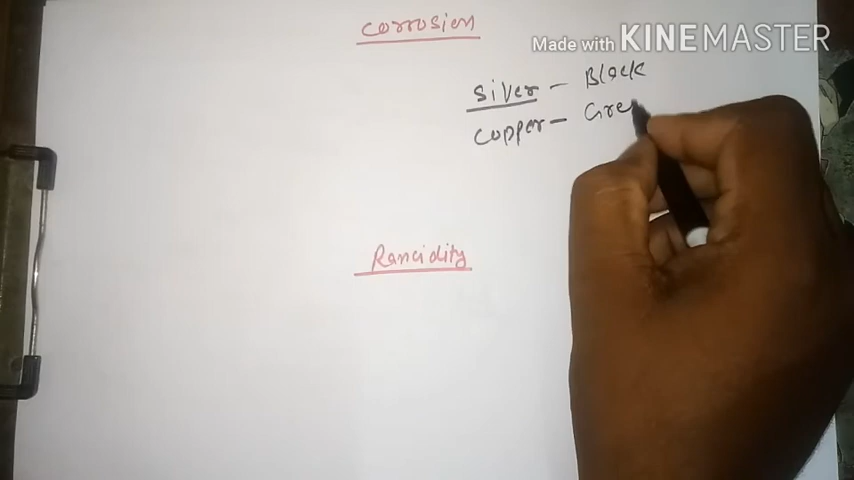 Corrosion
Made with KINEMASTER
Silver - Black
Copper - Gre
Rancidity